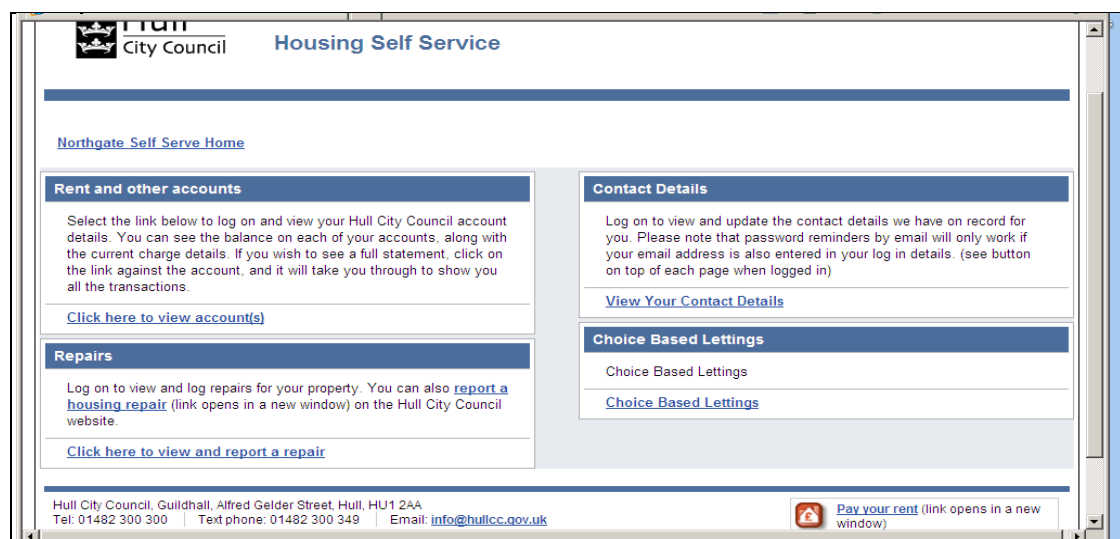 Hull
City Council
Housing Self Service
Northgate Self Serve Home
Rent and other accounts
Select the link below to log on and view your Hull City Council account
details. You can see the balance on each of your accounts, along with
the current charge details. If you wish to see a full statement, click on
the link against the account, and it will take you through to show you
all the transactions.
Click here to view account(s)
Repairs
Log on to view and log repairs for your property. You can also report a
housing repair (link opens in a new window) on the Hull City Council
website.
Click here to view and report a repair
Contact Details
Log on to view and update the contact details we have on record for
you. Please note that password reminders by email will only work if
your email address is also entered in your log in details. (see button
on top of each page when logged in)
View Your Contact Details
Choice Based Lettings
Choice Based Lettings
Choice Based Lettings
Hull City Council, Guildhall, Alfred Gelder Street, Hull, HU1 2AA
Tel: 01482 300 300 | Text phone: 01482 300 349 | Email: info@hullcc.gov.uk
Pay your rent (link opens in a new
window)